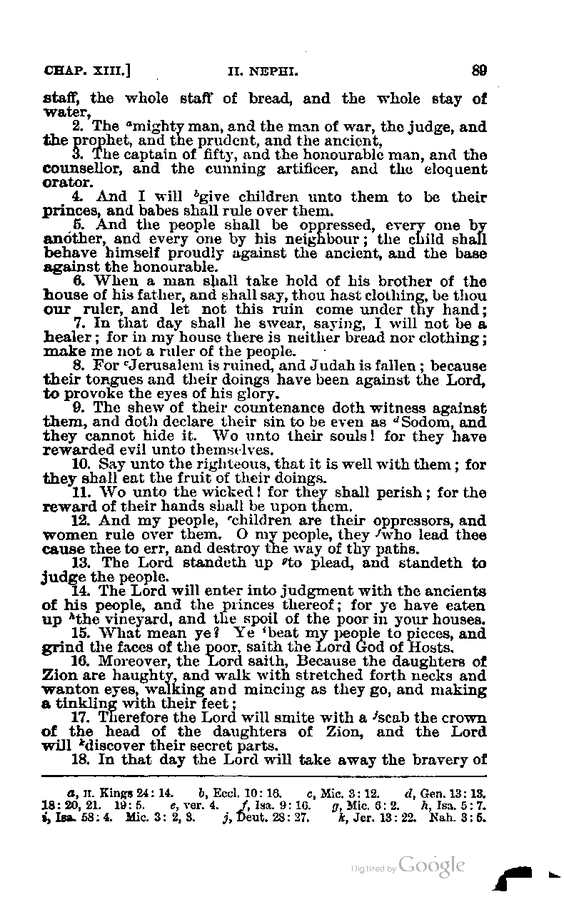 CHAP. XIII.] II. NEPHI. 89
staff, the whole staff of bread, and the whole stay of
water,
2. The ᵃmighty man, and the man of war, the judge, and
the prophet, and the prudent, and the ancient,
3. The captain of fifty, and the honourable man, and the
counsellor, and the cunning artificer, and the eloquent
orator.
4. And I will ᵇgive children unto them to be their
princes, and babes shall rule over them.
5. And the people shall be oppressed, every one by
another, and every one by his neighbour; the child shall
behave himself proudly against the ancient, and the base
against the honourable.
6. When a man shall take hold of his brother of the
house of his father, and shall say, thou hast clothing, be thou
our ruler, and let not this ruin come under thy hand;
7. In that day shall he swear, saying, I will not be a
healer; for in my house there is neither bread nor clothing;
make me not a ruler of the people.
8. For ᶜJerusalem is ruined, and Judah is fallen; because
their tongues and their doings have been against the Lord,
to provoke the eyes of his glory.
9. The shew of their countenance doth witness against
them, and doth declare their sin to be even as ᵈSodom, and
they cannot hide it. Wo unto their souls! for they have
rewarded evil unto themselves.
10. Say unto the righteous, that it is well with them; for
they shall eat the fruit of their doings.
11. Wo unto the wicked! for they shall perish; for the
reward of their hands shall be upon them.
12. And my people, ᵉchildren are their oppressors, and
women rule over them. O my people, they ᶠwho lead thee
cause thee to err, and destroy the way of thy paths.
13. The Lord standeth up ᵍto plead, and standeth to
judge the people.
14. The Lord will enter into judgment with the ancients
of his people, and the princes thereof; for ye have eaten
up ʰthe vineyard, and the spoil of the poor in your houses.
15. What mean ye? Ye ⁱbeat my people to pieces, and
grind the faces of the poor, saith the Lord God of Hosts.
16. Moreover, the Lord saith, Because the daughters of
Zion are haughty, and walk with stretched forth necks and
wanton eyes, walking and mincing as they go, and making
a tinkling with their feet;
17. Therefore the Lord will smite with a ʲscab the crown
of the head of the daughters of Zion, and the Lord
will ᵏdiscover their secret parts.
18. In that day the Lord will take away the bravery of
a, II. Kings 24: 14. b, Eccl. 10: 16. c, Mic. 3: 12. d, Gen. 13: 13.
18: 20, 21. 19: 5. e, ver. 4. f, Isa. 9: 16. g, Mic. 6: 2. h, Isa. 5: 7.
i, Isa. 58: 4. Mic. 3: 2, 3. j, Deut. 28: 27. k, Jer. 13: 22. Nah. 3: 5.
Digitized by Google